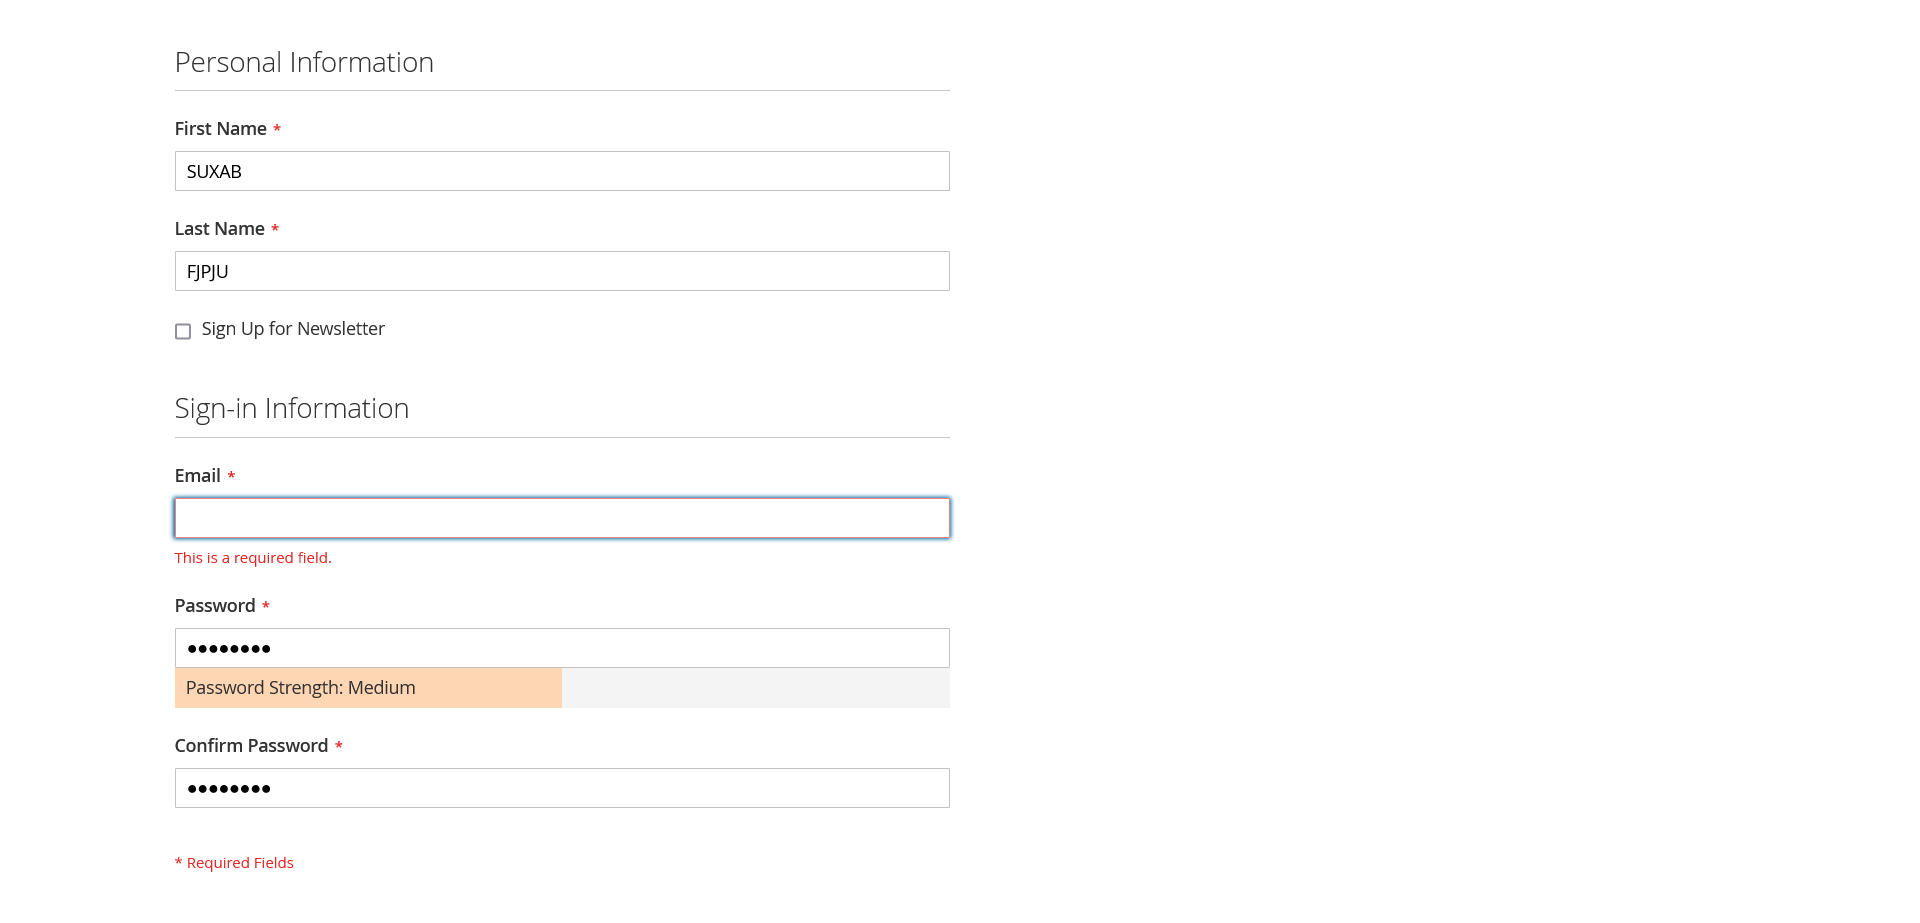 Personal Information
First Name *
SUXAB
Last Name *
FJPJU
Sign Up for Newsletter
Sign-in Information
Email *
This is a required field.
Password *
••••••••
Password Strength: Medium
Confirm Password *
••••••••
* Required Fields